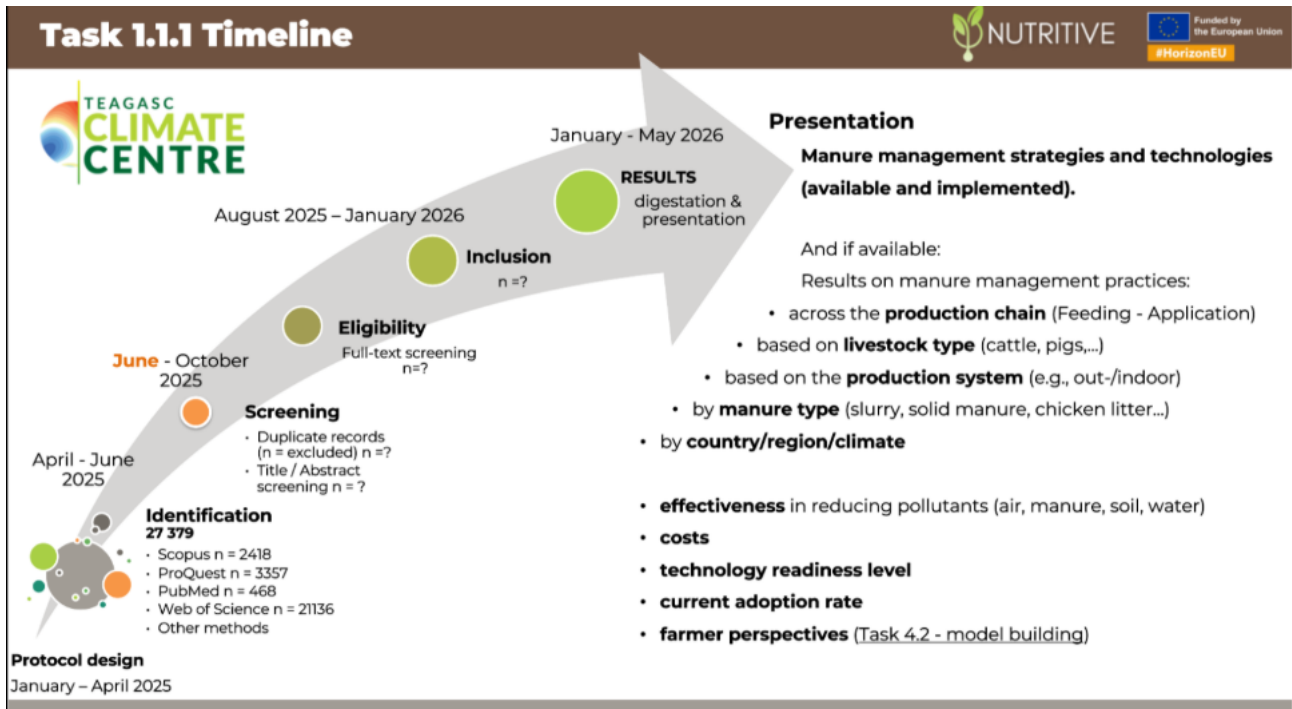 Task 1.1.1 Timeline
NUTRITIVE
Funded by
the European Union
#HorizonEU
TEAGASC
CLIMATE
CENTRE
Protocol design
January – April 2025
April - June
2025
Identification
27 379
· Scopus n = 2418
· ProQuest n = 3357
· PubMed n = 468
· Web of Science n = 21136
· Other methods
June - October
2025
Screening
· Duplicate records
(n = excluded) n =?
· Title / Abstract
screening n = ?
August 2025 – January 2026
Eligibility
Full-text screening
n=?
Inclusion
n =?
January - May 2026
RESULTS
digestation &
presentation
Presentation
Manure management strategies and technologies
(available and implemented).
And if available:
Results on manure management practices:
• across the production chain (Feeding - Application)
• based on livestock type (cattle, pigs,...)
• based on the production system (e.g., out-/indoor)
• by manure type (slurry, solid manure, chicken litter...)
• by country/region/climate
• effectiveness in reducing pollutants (air, manure, soil, water)
• costs
• technology readiness level
• current adoption rate
• farmer perspectives (Task 4.2 - model building)